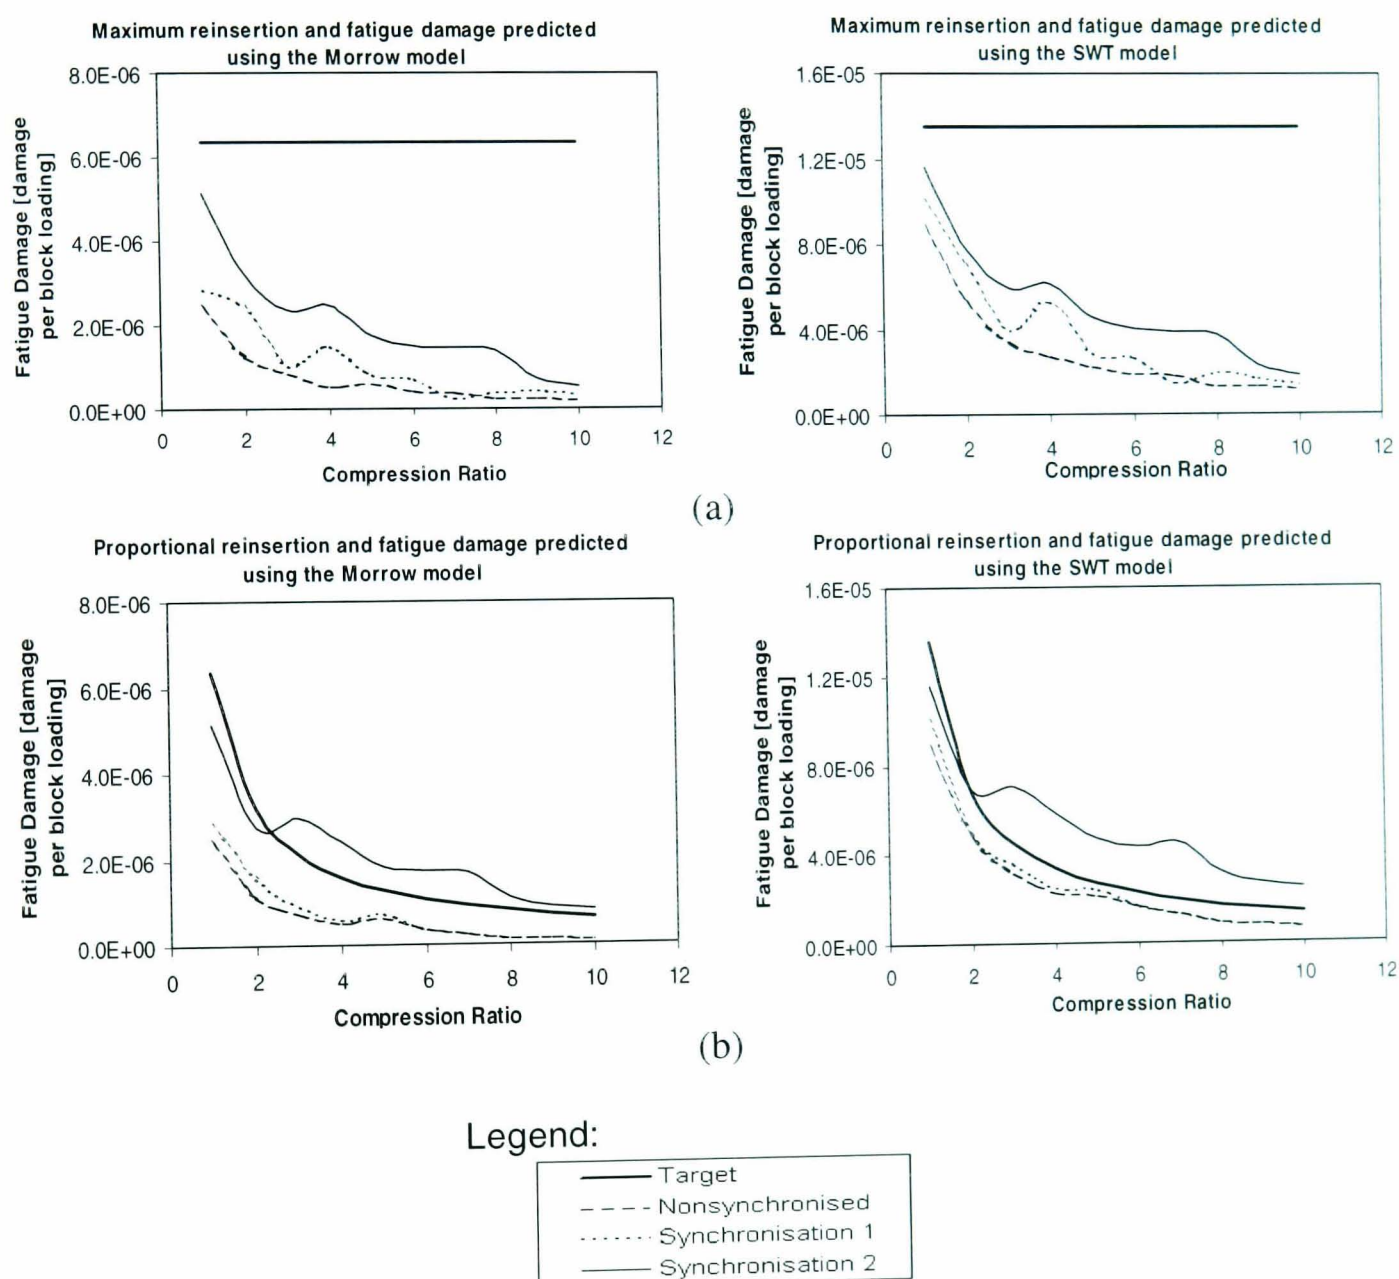 Maximum reinsertion and fatigue damage predicted
using the Morrow model
8.0E-06
6.0E-06
4.0E-06
2.0E-06
0.0E+00
Fatigue Damage [damage
per block loading]
0 2 4 6 8 10 12
Compression Ratio
Maximum reinsertion and fatigue damage predicted
using the SWT model
1.6E-05
1.2E-05
8.0E-06
4.0E-06
0.0E+00
Fatigue Damage [damage
per block loading]
0 2 4 6 8 10 12
Compression Ratio
(a)
Proportional reinsertion and fatigue damage predicted
using the Morrow model
8.0E-06
6.0E-06
4.0E-06
2.0E-06
0.0E+00
Fatigue Damage [damage
per block loading]
0 2 4 6 8 10 12
Compression Ratio
Proportional reinsertion and fatigue damage predicted
using the SWT model
1.6E-05
1.2E-05
8.0E-06
4.0E-06
0.0E+00
Fatigue Damage [damage
per block loading]
0 2 4 6 8 10 12
Compression Ratio
(b)
Legend:
Target
Nonsynchronised
Synchronisation 1
Synchronisation 2